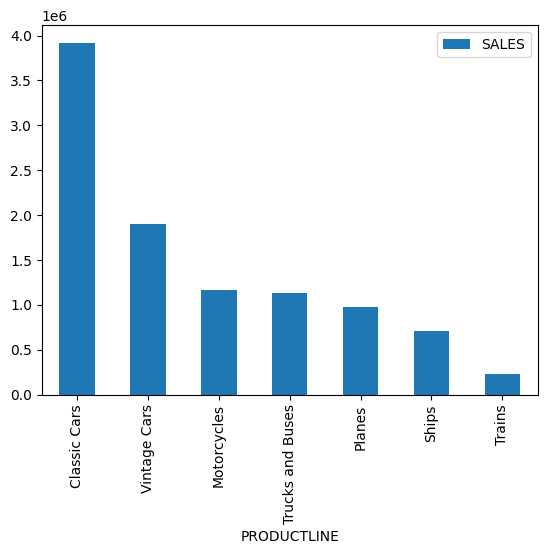 1e6
SALES
4.0
3.5
3.0
2.5
2.0
1.5
1.0
0.5
0.0
Classic Cars
Vintage Cars
Motorcycles
Trucks and Buses
Planes
Ships
Trains
PRODUCTLINE